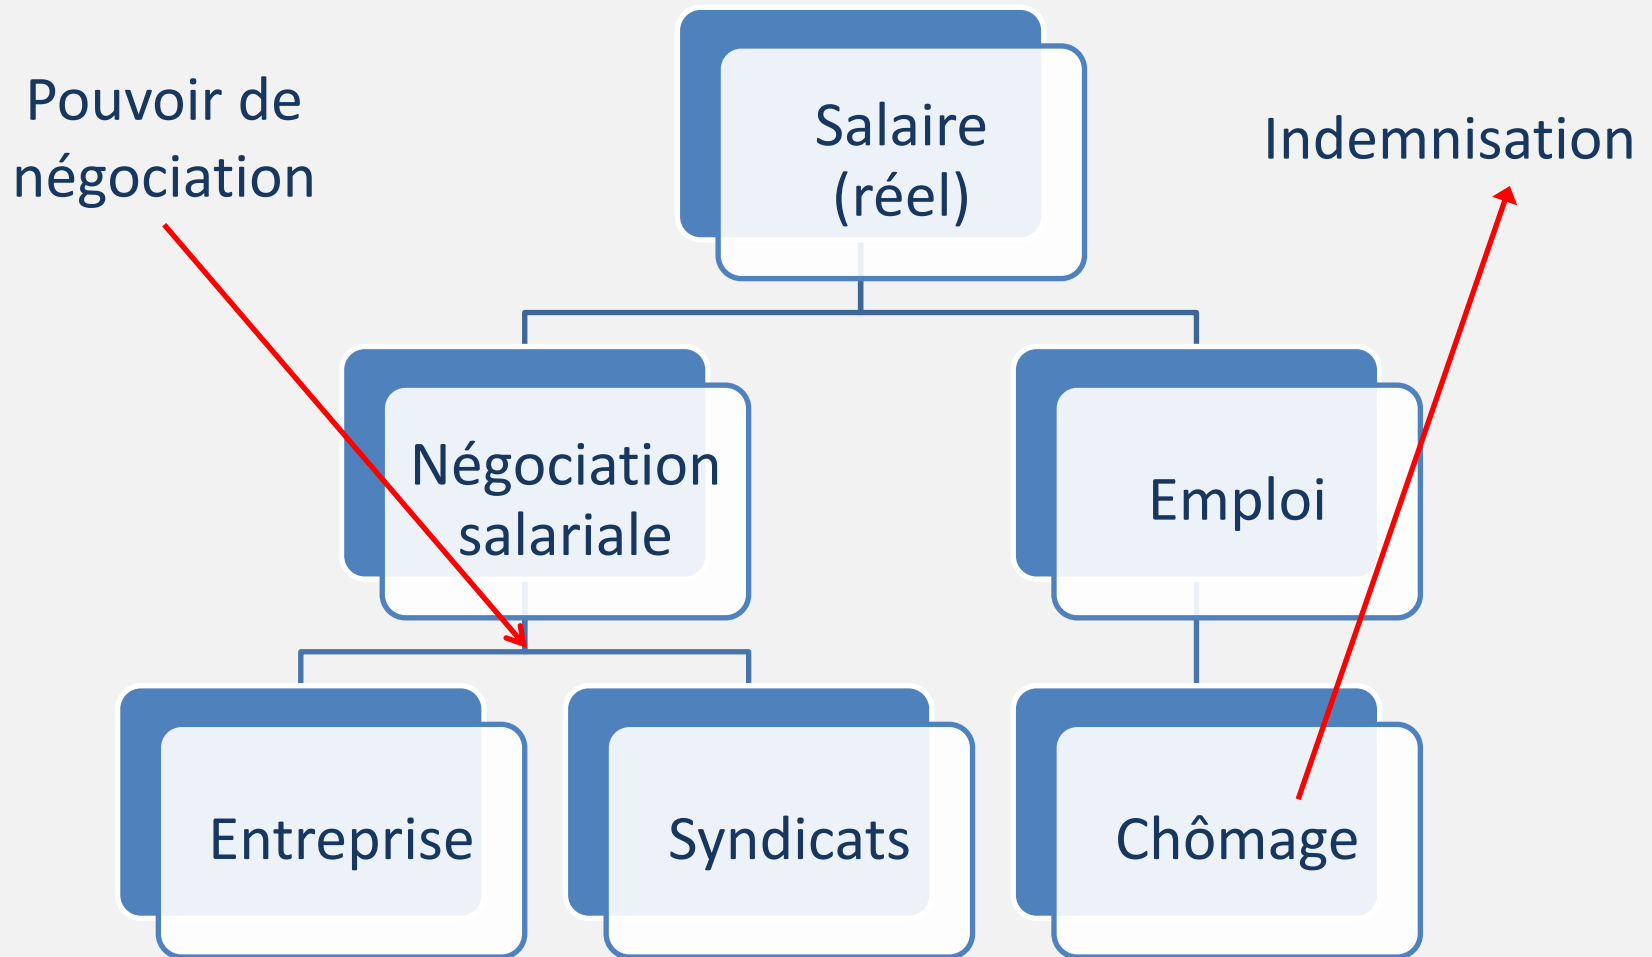 Pouvoir de
négociation
Salaire
(réel)
Indemnisation
Négociation
salariale
Emploi
Entreprise
Syndicats
Chômage